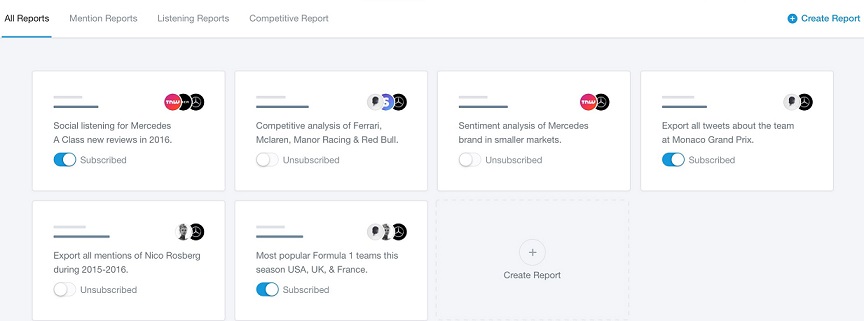 All Reports
Mention Reports
Listening Reports
Competitive Report
Create Report
Social listening for Mercedes
A Class new reviews in 2016.
Subscribed
Competitive analysis of Ferrari,
Mclaren, Manor Racing & Red Bull.
Unsubscribed
Sentiment analysis of Mercedes
brand in smaller markets.
Unsubscribed
Export all tweets about the team
at Monaco Grand Prix.
Subscribed
Export all mentions of Nico Rosberg
during 2015-2016.
Unsubscribed
Most popular Formula 1 teams this
season USA, UK, & France.
Subscribed
Create Report